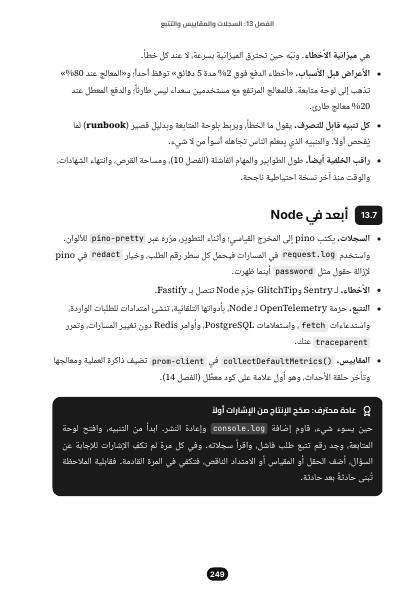 الفصل 13: السجلات والمقاييس والتتبع
هي ميزانية الأخطاء. ونبّه حين تحترق الميزانية بسرعة، لا عند كل خطأ.
• الأعراض قبل الأسباب. «أخطاء الدفع فوق 2% مدة 5 دقائق» توقظ أحداً؛ و«المعالج عند 80%»
تذهب إلى لوحة متابعة. فالمعالج المرتفع مع مستخدمين سعداء ليس طارئاً؛ والدفع المعطل عند
20% معالج طارئ.
• كل تنبيه قابل للتصرف. يقول ما الخطأ، ويربط بلوحة المتابعة وبدليل قصير (runbook) لما
يُفحص أولاً. والتنبيه الذي يتعلم الناس تجاهله أسوأ من لا شيء.
• راقب الخلفية أيضاً. طول الطوابير والمهام الفاشلة (الفصل 10)، ومساحة القرص، وانتهاء الشهادات،
والوقت منذ آخر نسخة احتياطية ناجحة.
13.7 أبعد في Node
• السجلات. يكتب pino إلى المخرج القياسي؛ وأثناء التطوير، مرّره عبر pino-pretty للألوان.
واستخدم request.log في المسارات فيحمل كل سطر رقم الطلب، وخيار redact في pino
لإزالة حقول مثل password أينما ظهرت.
• الأخطاء. لـ Sentry وGlitchTip حِزَم Node تتصل بـ Fastify.
• التتبع. حزمة OpenTelemetry لـ Node، بأدواتها التلقائية، تنشئ امتدادات للطلبات الواردة،
واستدعاءات fetch، واستعلامات PostgreSQL، وأوامر Redis دون تغيير المسارات، وتمرر
traceparent عنك.
• المقاييس. collectDefaultMetrics() في prom-client تضيف ذاكرة العملية ومعالجها
وتأخر حلقة الأحداث، وهو أول علامة على كود معطِّل (الفصل 14).
عادة محترف: صحّح الإنتاج من الإشارات أولاً
حين يسوء شيء، قاوم إضافة console.log وإعادة النشر. ابدأ من التنبيه، وافتح لوحة
المتابعة، وجد رقم تتبع طلب فاشل، واقرأ سجلاته. وفي كل مرة لم تكفِ الإشارات للإجابة عن
السؤال، أضف الحقل أو المقياس أو الامتداد الناقص، فتكفي في المرة القادمة. فقابلية الملاحظة
تُبنى حادثةً بعد حادثة.
249